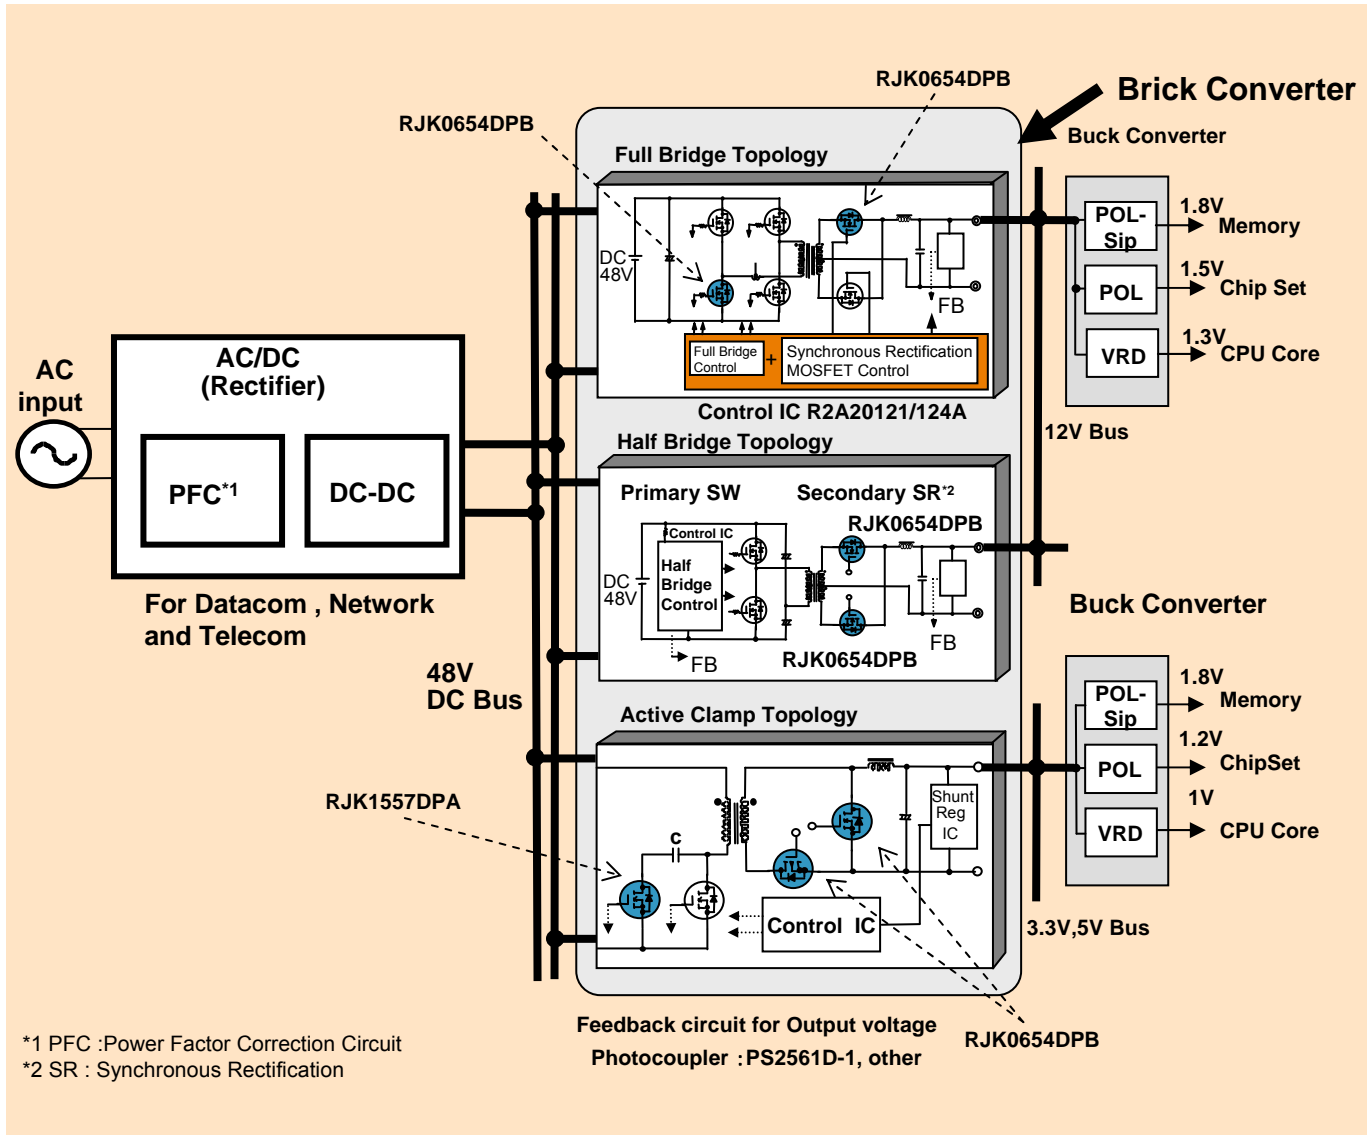 RJK0654DPB
Brick Converter
RJK0654DPB
Buck Converter
Full Bridge Topology
DC
48V
FB
Full Bridge
Control
+
Synchronous Rectification
MOSFET Control
Control IC R2A20121/124A
POL-
Sip
1.8V
Memory
POL
1.5V
Chip Set
VRD
1.3V
CPU Core
12V Bus
AC
input
AC/DC
(Rectifier)
PFC*1
DC-DC
For Datacom , Network
and Telecom
48V
DC Bus
Half Bridge Topology
Primary SW
Secondary SR*2
RJK0654DPB
Control IC
Half
Bridge
Control
DC
48V
FB
FB
RJK0654DPB
Buck Converter
Active Clamp Topology
RJK1557DPA
C
Shunt
Reg
IC
Control IC
POL-
Sip
1.8V
Memory
POL
1.2V
ChipSet
1V
VRD
CPU Core
3.3V,5V Bus
Feedback circuit for Output voltage
Photocoupler : PS2561D-1, other
RJK0654DPB
*1 PFC :Power Factor Correction Circuit
*2 SR : Synchronous Rectification